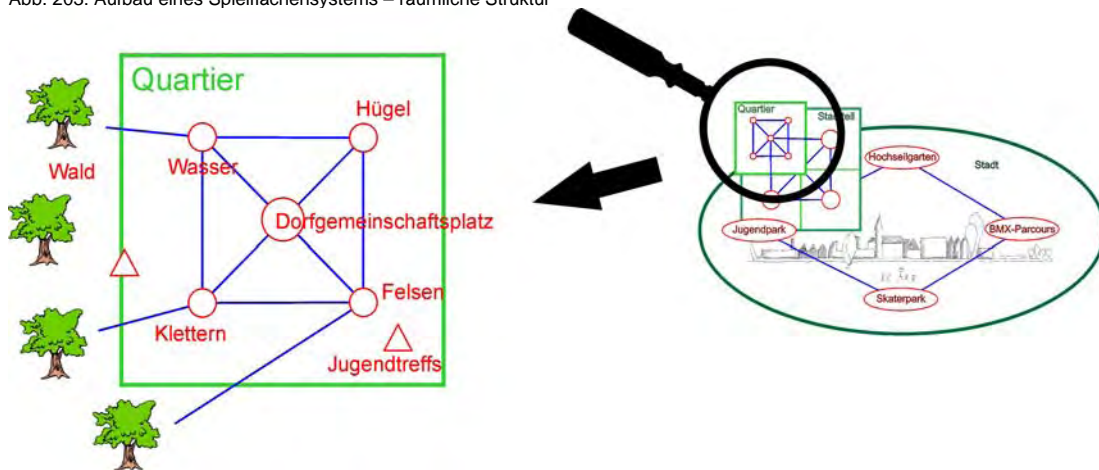 Abb. 203: Aufbau eines Spielflächensystems – räumliche Struktur
Quartier
Hügel
Wald
Wasser
Dorfgemeinschaftsplatz
Felsen
Klettern
Jugendtreffs
Quartier
Hochseilgarten
Stadt
Jugendpark
BMX-Parcours
Skaterpark